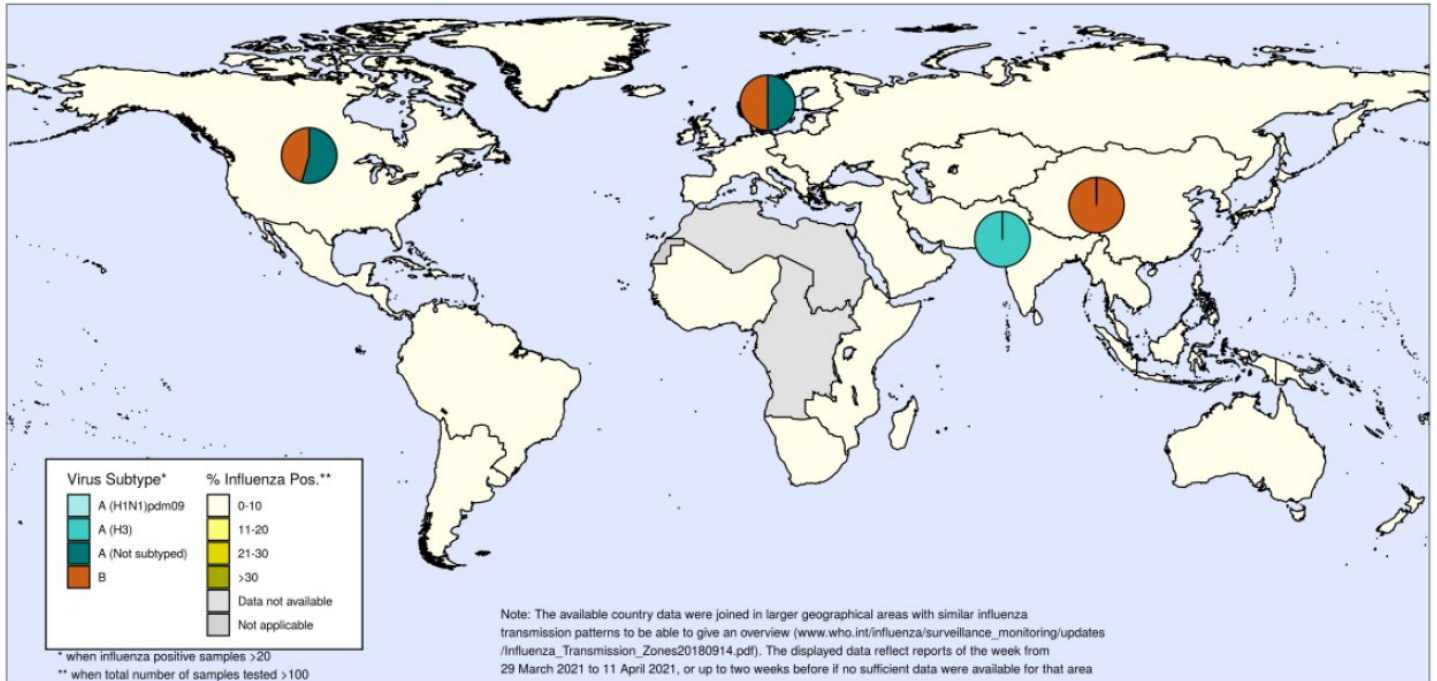 Virus Subtype*
A (H1N1)pdm09
A (H3)
A (Not subtyped)
B
% Influenza Pos.**
0-10
11-20
21-30
>30
Data not available
Not applicable
* when influenza positive samples >20
** when total number of samples tested >100
Note: The available country data were joined in larger geographical areas with similar influenza
transmission patterns to be able to give an overview (www.who.int/influenza/surveillance_monitoring/updates
/Influenza_Transmission_Zones20180914.pdf). The displayed data reflect reports of the week from
29 March 2021 to 11 April 2021, or up to two weeks before if no sufficient data were available for that area